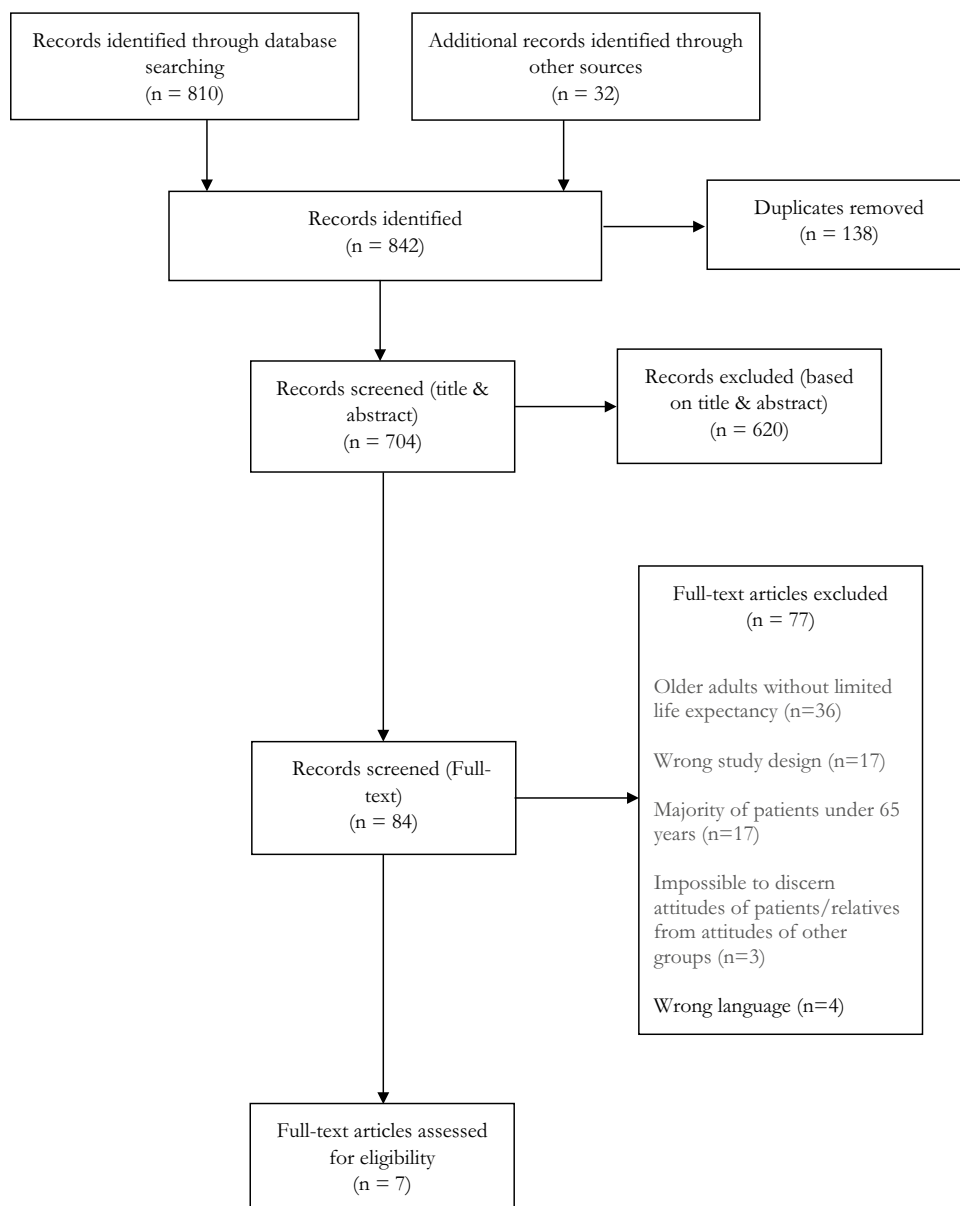 Records identified through database
searching
(n = 810)
Additional records identified through
other sources
(n = 32)
Records identified
(n = 842)
Duplicates removed
(n = 138)
Records screened (title &
abstract)
(n = 704)
Records excluded (based
on title & abstract)
(n = 620)
Full-text articles excluded
(n = 77)
Older adults without limited
life expectancy (n=36)
Wrong study design (n=17)
Majority of patients under 65
years (n=17)
Impossible to discern
attitudes of patients/relatives
from attitudes of other
groups (n=3)
Wrong language (n=4)
Records screened (Full-
text)
(n = 84)
Full-text articles assessed
for eligibility
(n = 7)